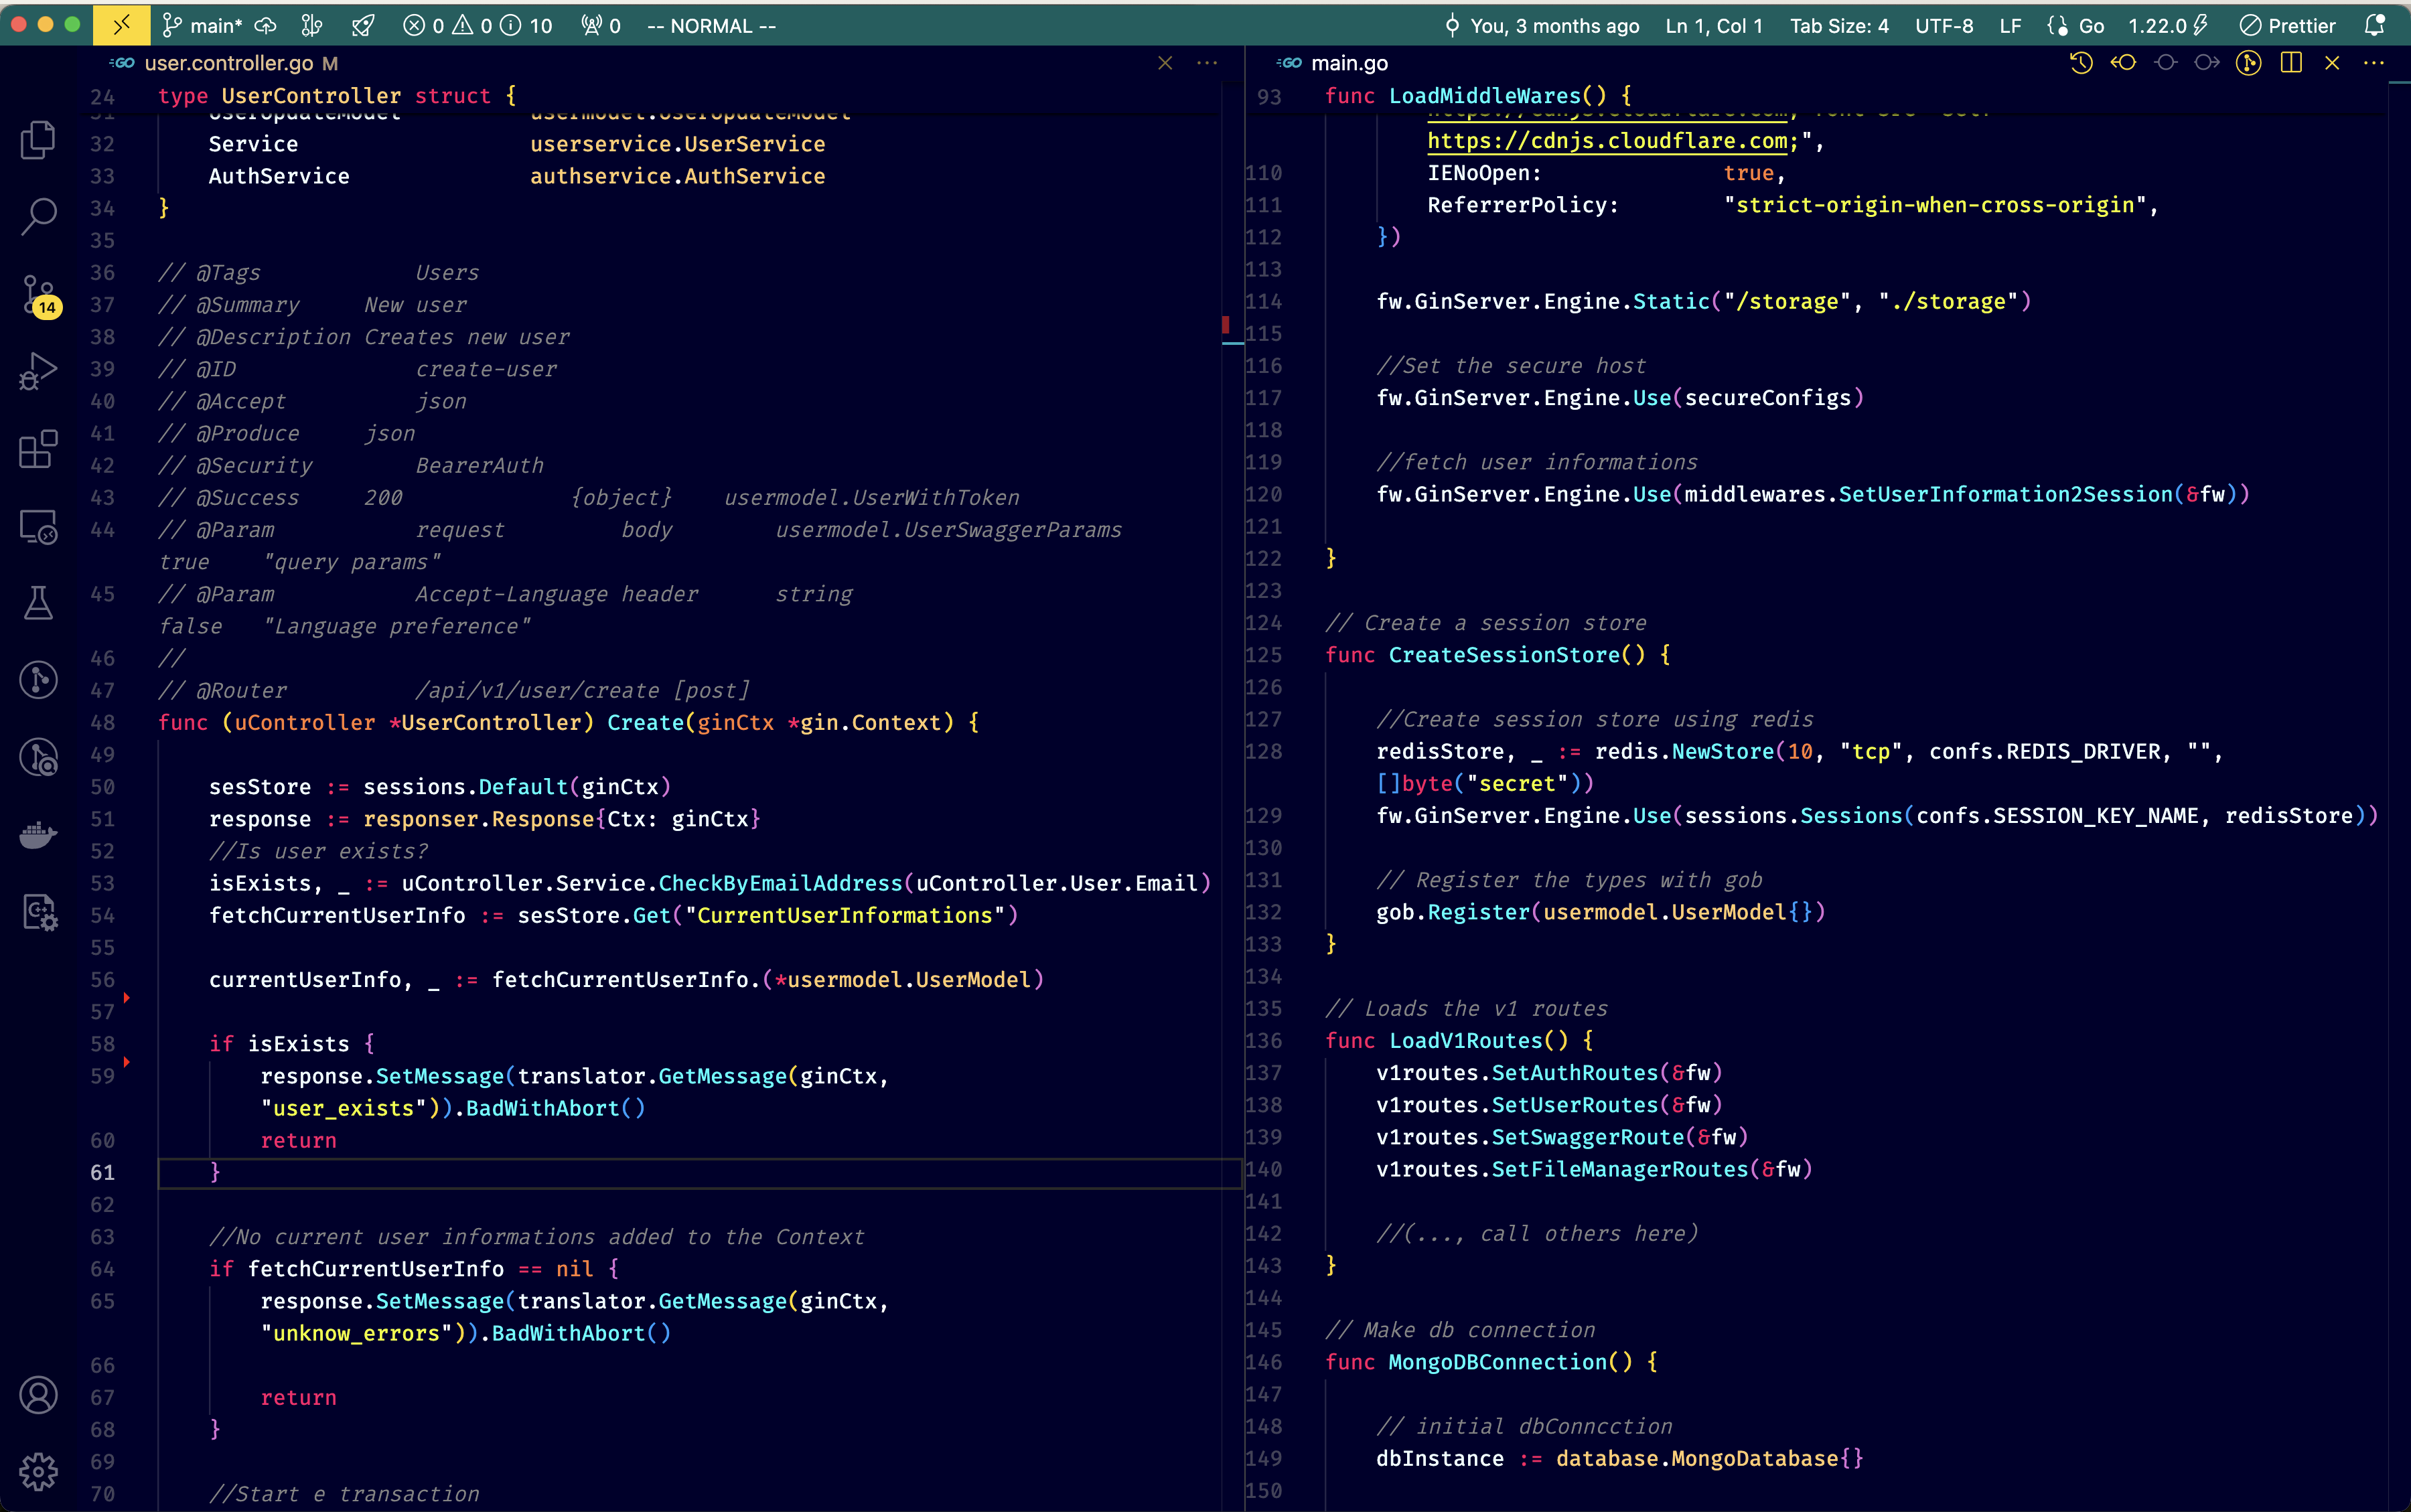 main* 0 0 10 0 -- NORMAL -- You, 3 months ago Ln 1, Col 1 Tab Size: 4 UTF-8 LF Go 1.22.0 Prettier
GO user.controller.go M
24 type UserController struct {
31 UserUpdateModel usermodel.UserUpdateModel
32 Service userservice.UserService
33 AuthService authservice.AuthService
34 }
35
36 // @Tags Users
37 // @Summary New user
38 // @Description Creates new user
39 // @ID create-user
40 // @Accept json
41 // @Produce json
42 // @Security BearerAuth
43 // @Success 200 {object} usermodel.UserWithToken
44 // @Param request body usermodel.UserSwaggerParams
true "query params"
45 // @Param Accept-Language header string
false "Language preference"
46 //
47 // @Router /api/v1/user/create [post]
48 func (uController *UserController) Create(ginCtx *gin.Context) {
49
50 sesStore := sessions.Default(ginCtx)
51 response := responser.Response{Ctx: ginCtx}
52 //Is user exists?
53 isExists, _ := uController.Service.CheckByEmailAddress(uController.User.Email)
54 fetchCurrentUserInfo := sesStore.Get("CurrentUserInformations")
55
56 currentUserInfo, _ := fetchCurrentUserInfo.(*usermodel.UserModel)
57
58 if isExists {
59 response.SetMessage(translator.GetMessage(ginCtx,
"user_exists")).BadWithAbort()
60 return
61 }
62
63 //No current user informations added to the Context
64 if fetchCurrentUserInfo == nil {
65 response.SetMessage(translator.GetMessage(ginCtx,
"unknow_errors")).BadWithAbort()
66
67 return
68 }
69
70 //Start e transaction
14
GO main.go
93 func LoadMiddleWares() {
https://cdnjs.cloudflare.com; font-src 'self'
https://cdnjs.cloudflare.com;",
110 IENoOpen: true,
111 ReferrerPolicy: "strict-origin-when-cross-origin",
112 })
113
114 fw.GinServer.Engine.Static("/storage", "./storage")
115
116 //Set the secure host
117 fw.GinServer.Engine.Use(secureConfigs)
118
119 //fetch user informations
120 fw.GinServer.Engine.Use(middlewares.SetUserInformation2Session(&fw))
121
122 }
123
124 // Create a session store
125 func CreateSessionStore() {
126
127 //Create session store using redis
128 redisStore, _ := redis.NewStore(10, "tcp", confs.REDIS_DRIVER, "",
[]byte("secret"))
129 fw.GinServer.Engine.Use(sessions.Sessions(confs.SESSION_KEY_NAME, redisStore))
130
131 // Register the types with gob
132 gob.Register(usermodel.UserModel{})
133 }
134
135 // Loads the v1 routes
136 func LoadV1Routes() {
137 v1routes.SetAuthRoutes(&fw)
138 v1routes.SetUserRoutes(&fw)
139 v1routes.SetSwaggerRoute(&fw)
140 v1routes.SetFileManagerRoutes(&fw)
141
142 //(..., call others here)
143 }
144
145 // Make db connection
146 func MongoDBConnection() {
147
148 // initial dbConncction
149 dbInstance := database.MongoDatabase{}
150